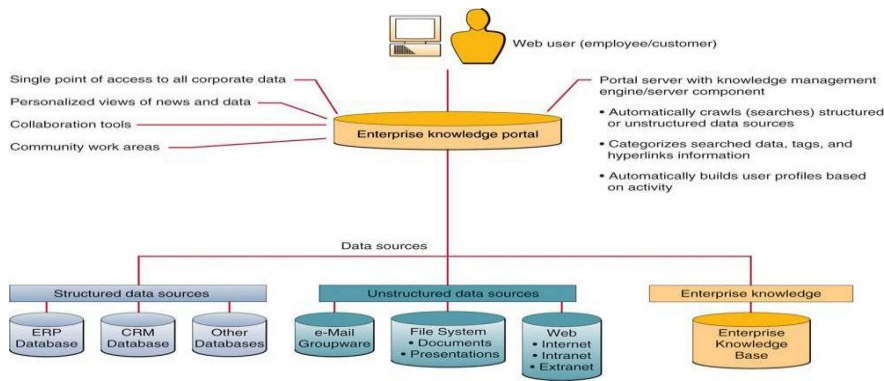 Web user (employee/customer)
Single point of access to all corporate data
Personalized views of news and data
Collaboration tools
Community work areas
Enterprise knowledge portal
Portal server with knowledge management
engine/server component
• Automatically crawls (searches) structured
or unstructured data sources
• Categorizes searched data, tags, and
hyperlinks information
• Automatically builds user profiles based
on activity
Data sources
Structured data sources
ERP
Database
CRM
Database
Other
Databases
Unstructured data sources
e-Mail
Groupware
File System
• Documents
• Presentations
Web
• Internet
• Intranet
• Extranet
Enterprise knowledge
Enterprise
Knowledge
Base